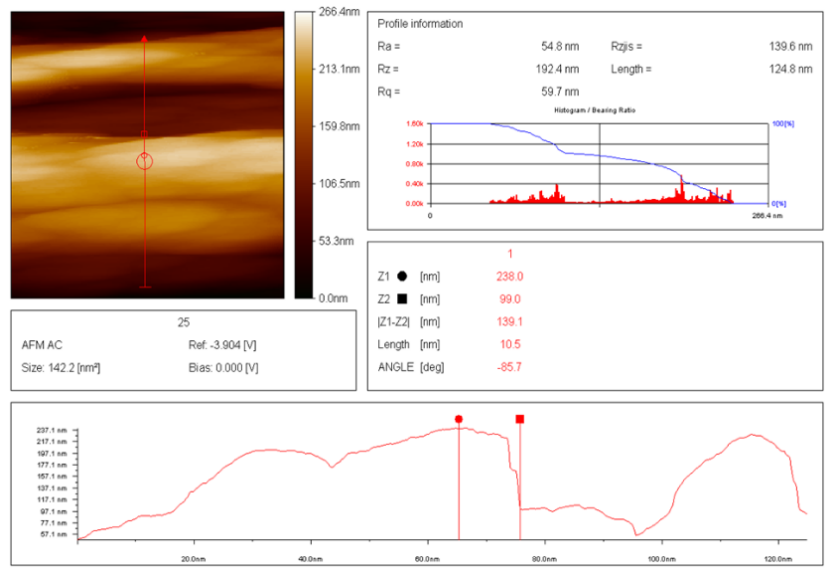 266.4nm
213.1nm
159.8nm
106.5nm
53.3nm
0.0nm
Profile information
Ra = 54.8 nm Rzjis = 139.6 nm
Rz = 192.4 nm Length = 124.8 nm
Rq = 59.7 nm
Histogram / Bearing Ratio
1.60k 100[%]
1.20k
0.80k
0.40k
0.00k 0[%]
0 266.4 nm
25
AFM AC Ref: -3.904 [V]
Size: 142.2 [nm²] Bias: 0.000 [V]
1
Z1 [nm] 238.0
Z2 [nm] 99.0
|Z1-Z2| [nm] 139.1
Length [nm] 10.5
ANGLE [deg] -85.7
237.1 nm
217.1 nm
197.1 nm
177.1 nm
157.1 nm
137.1 nm
117.1 nm
97.1 nm
77.1 nm
57.1 nm
20.0nm 40.0nm 60.0nm 80.0nm 100.0nm 120.0nm